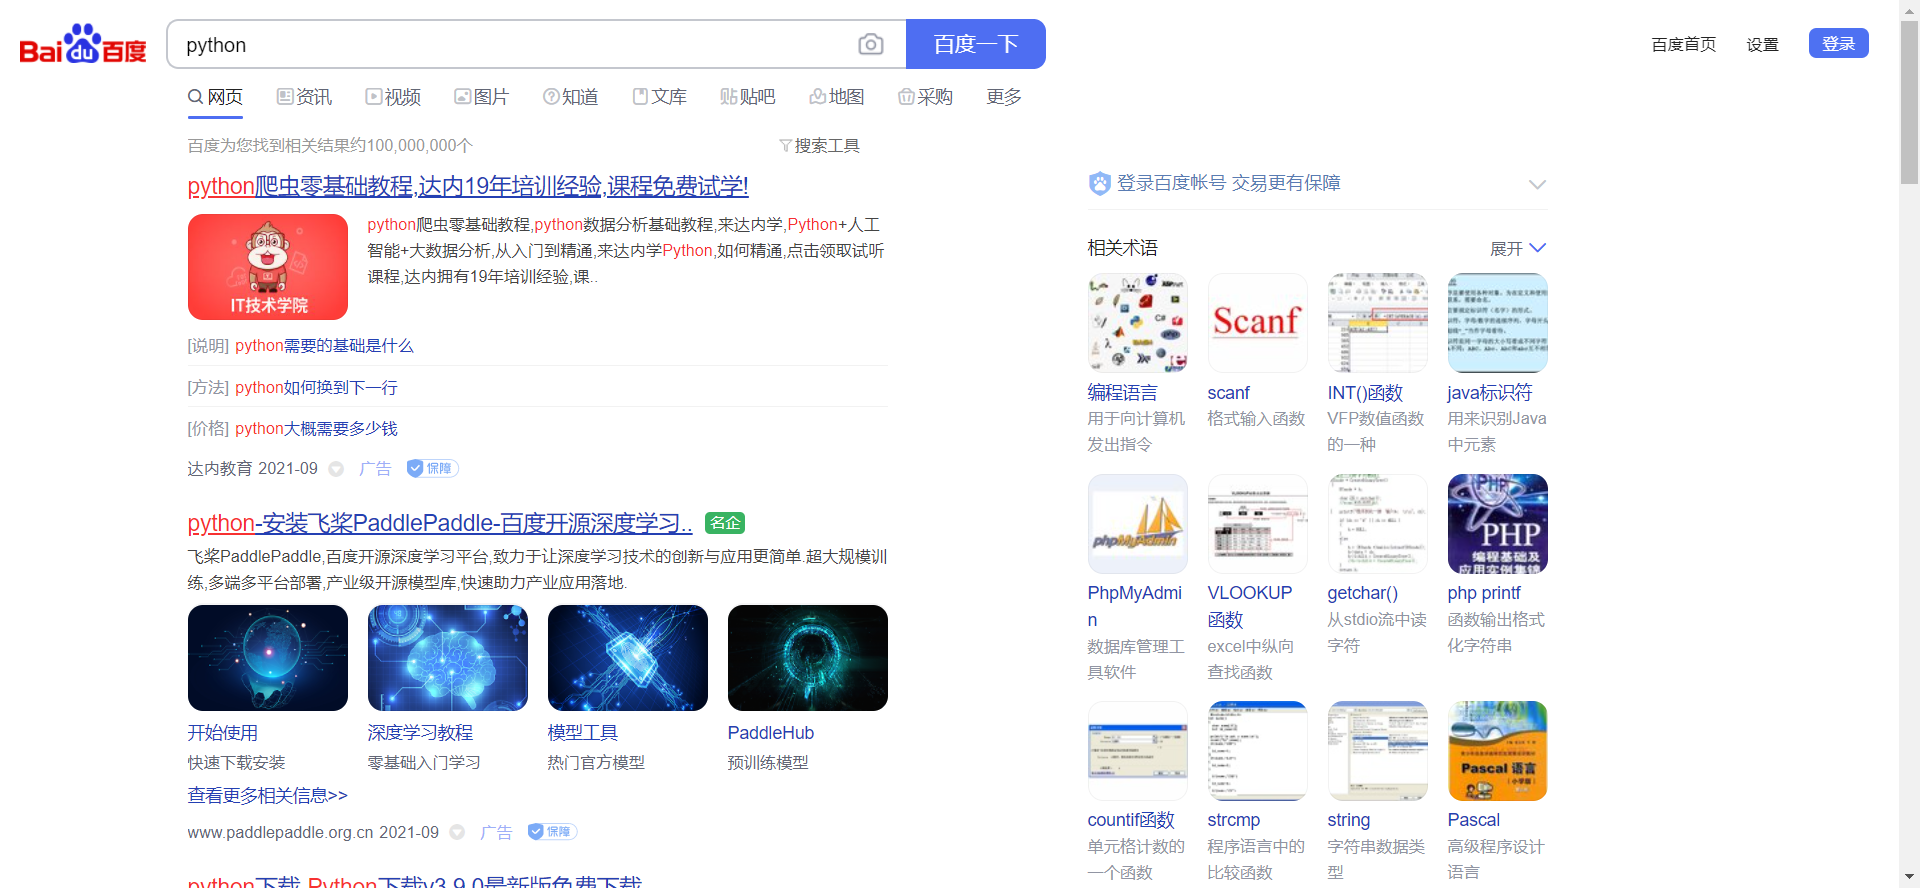 Bai du 百度
python
百度一下
百度首页 设置 登录
网页 资讯 视频 图片 知道 文库 贴吧 地图 采购 更多
百度为您找到相关结果约100,000,000个
搜索工具
python爬虫零基础教程,达内19年培训经验,课程免费试学!
IT技术学院
python爬虫零基础教程,python数据分析基础教程,来达内学,Python+人工
智能+大数据分析,从入门到精通,来达内学Python,如何精通,点击领取试听
课程,达内拥有19年培训经验,课..
[说明] python需要的基础是什么
[方法] python如何换到下一行
[价格] python大概需要多少钱
达内教育 2021-09 广告 保障
python-安装飞桨PaddlePaddle-百度开源深度学习.. 名企
飞桨PaddlePaddle,百度开源深度学习平台,致力于让深度学习技术的创新与应用更简单.超大规模训
练,多端多平台部署,产业级开源模型库,快速助力产业应用落地.
开始使用 深度学习教程 模型工具 PaddleHub
快速下载安装 零基础入门学习 热门官方模型 预训练模型
查看更多相关信息>>
www.paddlepaddle.org.cn 2021-09 广告 保障
python下载 Python下载v3.9.0最新版免费下载
登录百度帐号 交易更有保障
相关术语 展开
Scanf
编程语言 scanf INT()函数 java标识符
用于向计算机 格式输入函数 VFP数值函数 用来识别Java
发出指令 的一种 中元素
phpMyAdmin
PHP
PHP
编程基础及
应用实例集锦
PhpMyAdmi VLOOKUP getchar() php printf
n 函数 从stdio流中读 函数输出格式
数据库管理工 excel中纵向 字符 化字符串
具软件 查找函数
Pascal 语言
(小学版)
countif函数 strcmp string Pascal
单元格计数的 程序语言中的 字符串数据类 高级程序设计
一个函数 比较函数 型 语言